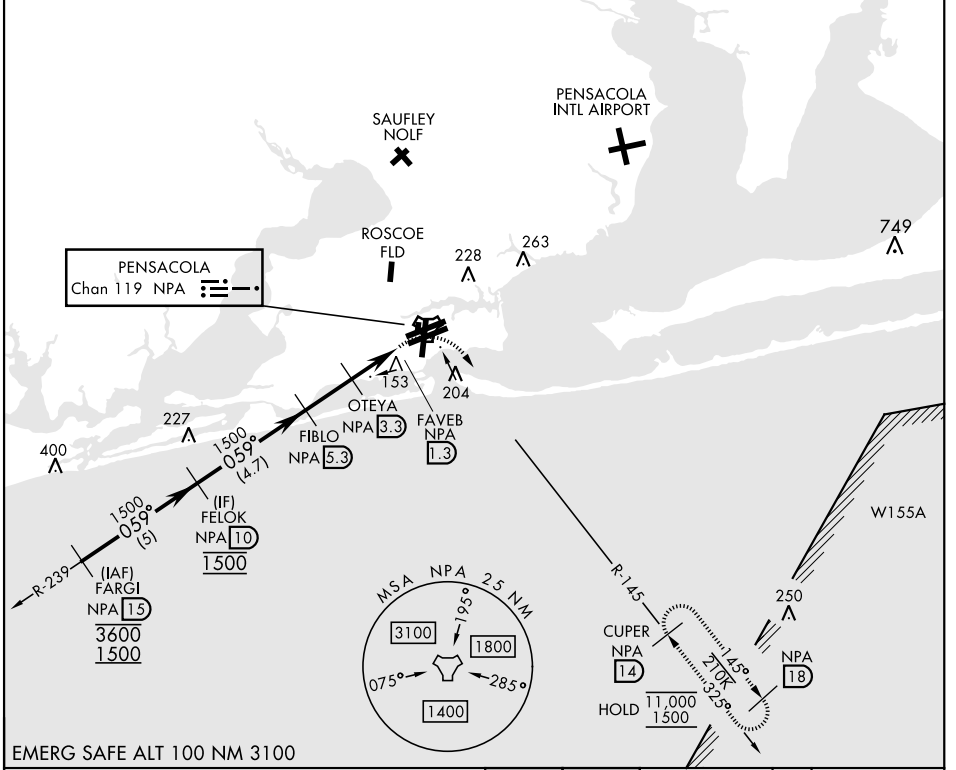 PENSACOLA
INTL AIRPORT
SAUFLEY
NOLF
ROSCOE
FLD
228
263
749
PENSACOLA
Chan 119 NPA
153
204
OTEYA
NPA 3.3
FAVEB
NPA
1.3
FIBLO
NPA 5.3
227
400
1500
059°
(4.7)
(IF)
FELOK
NPA 10
1500
1500
059°
(5)
R-239
(IAF)
FARGI
NPA 15
3600
1500
W155A
R-145
250
CUPER
NPA
14
145°
210K
325°
NPA
18
HOLD 11,000
1500
MSA NPA 25 NM
195°
3100
1800
075°
285°
1400
EMERG SAFE ALT 100 NM 3100